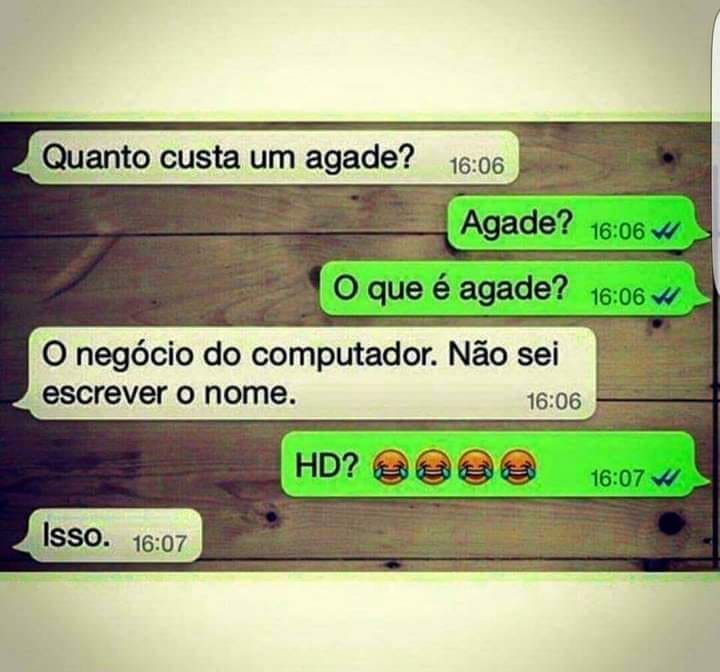 Quanto custa um agade? 16:06
Agade? 16:06
O que é agade? 16:06
O negócio do computador. Não sei
escrever o nome. 16:06
HD? 😂😂😂😂 16:07
Isso. 16:07